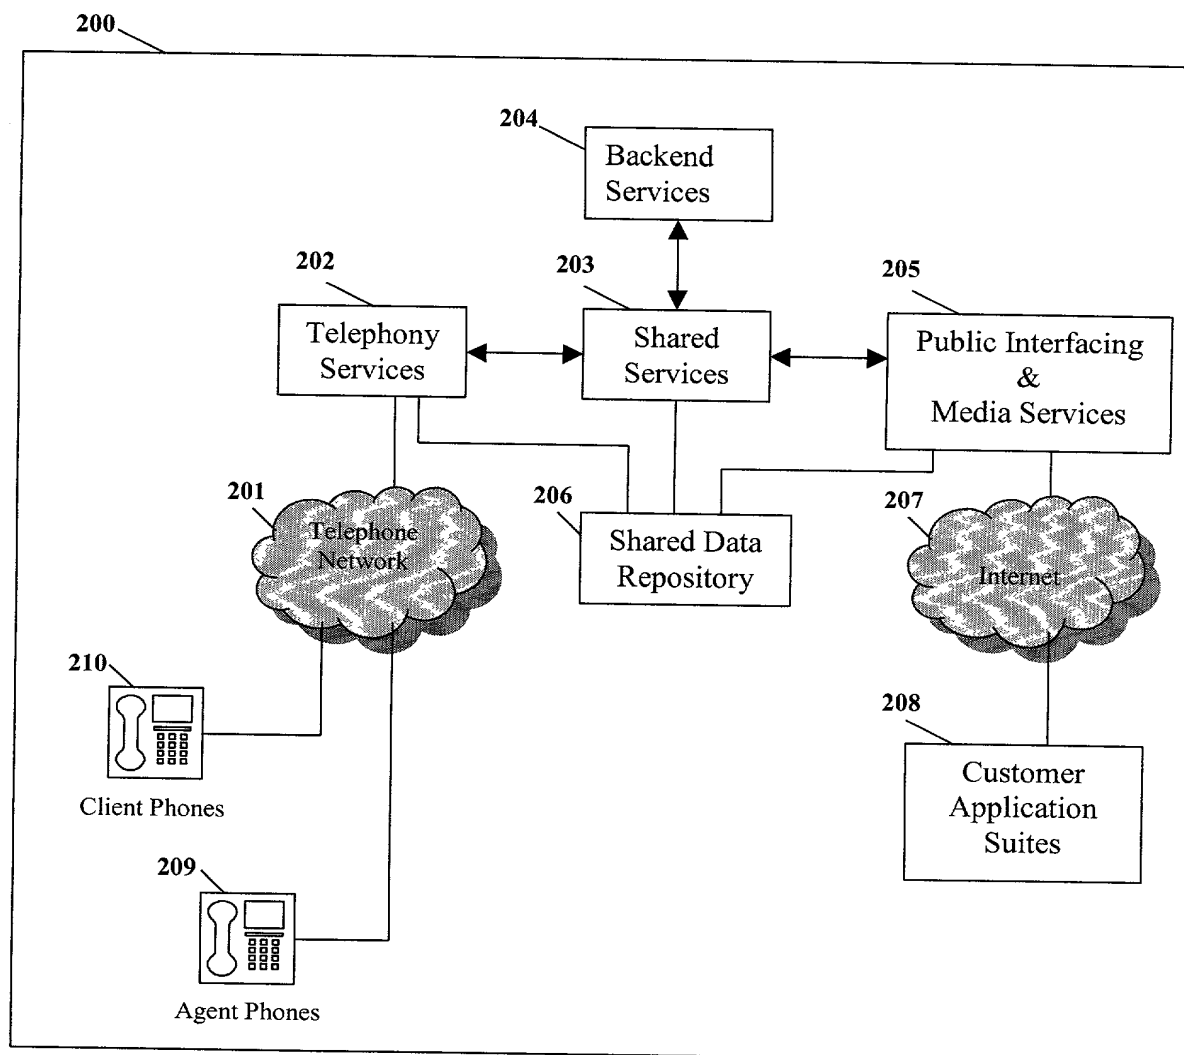 200
204
Backend
Services
202
203
205
Telephony
Services
Shared
Services
Public Interfacing
&
Media Services
201
206
207
Telephone
Network
Shared Data
Repository
Internet
210
208
Client Phones
Customer
Application
Suites
209
Agent Phones